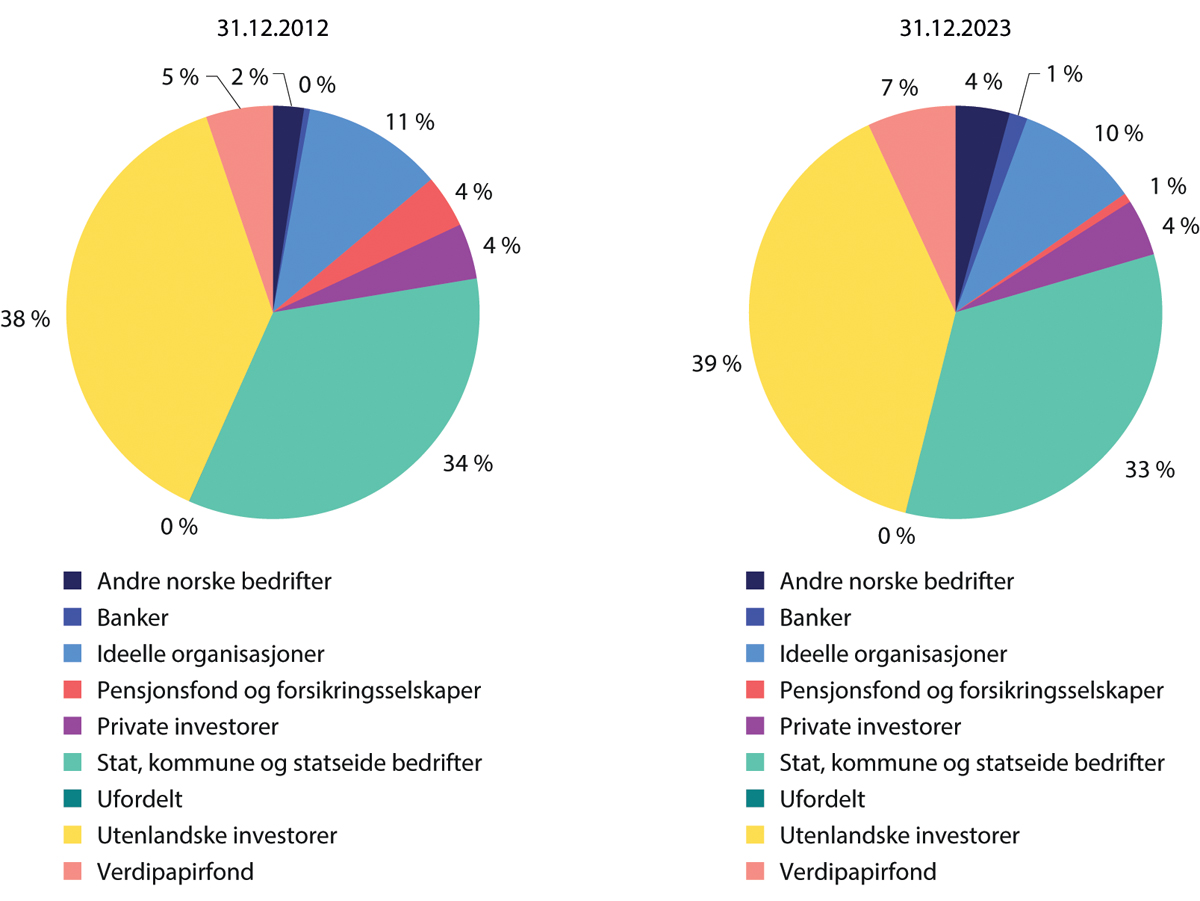 31.12.2012
5 %
2 %
0 %
11 %
4 %
4 %
38 %
34 %
0 %
Andre norske bedrifter
Banker
Ideelle organisasjoner
Pensjonsfond og forsikringsselskaper
Private investorer
Stat, kommune og statseide bedrifter
Ufordelt
Utenlandske investorer
Verdipapirfond
31.12.2023
7 %
4 %
1 %
10 %
1 %
4 %
39 %
33 %
0 %
Andre norske bedrifter
Banker
Ideelle organisasjoner
Pensjonsfond og forsikringsselskaper
Private investorer
Stat, kommune og statseide bedrifter
Ufordelt
Utenlandske investorer
Verdipapirfond